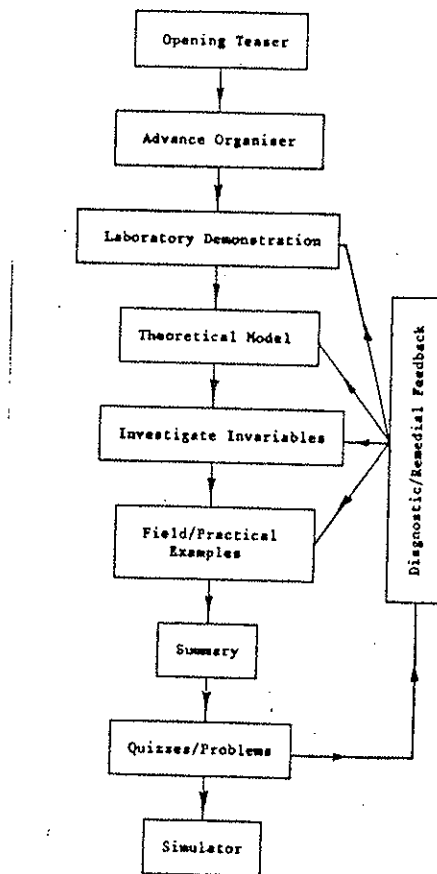 Opening Teaser
Advance Organiser
Laboratory Demonstration
Theoretical Model
Investigate Invariables
Field/Practical
Examples
Summary
Quizzes/Problems
Simulator
Diagnostic/Remedial Feedback